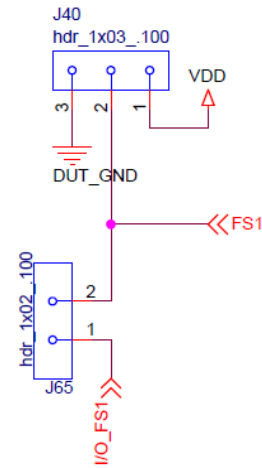 J40
hdr_1x03_.100
VDD
3
2
1
DUT_GND
FS1
hdr_1x02_.100
2
1
J65
I/O_FS1